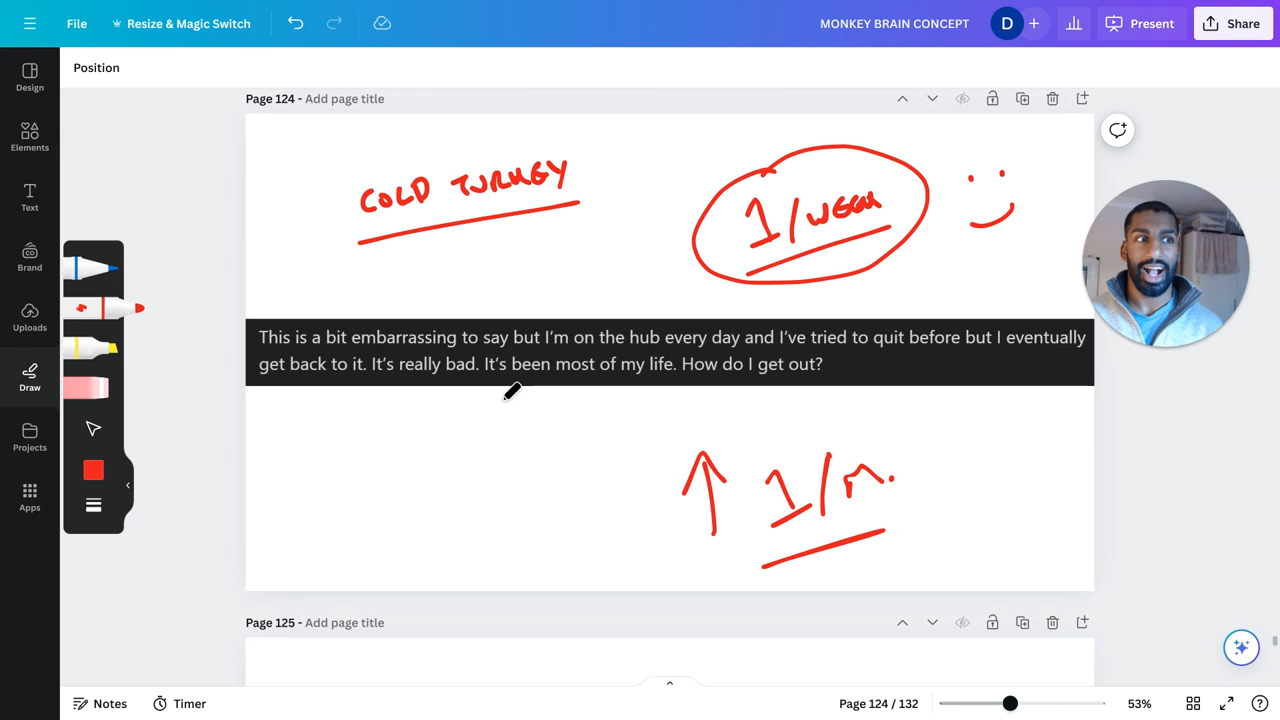 File
Resize & Magic Switch
MONKEY BRAIN CONCEPT
D
Present
Share
Position
Design
Elements
Text
Brand
Uploads
Draw
Projects
Apps
Page 124 - Add page title
COLD TURKEY
1/WEEK
This is a bit embarrassing to say but I'm on the hub every day and I've tried to quit before but I eventually
get back to it. It's really bad. It's been most of my life. How do I get out?
↑ 1/M.
Page 125 - Add page title
Notes
Timer
Page 124 / 132
53%